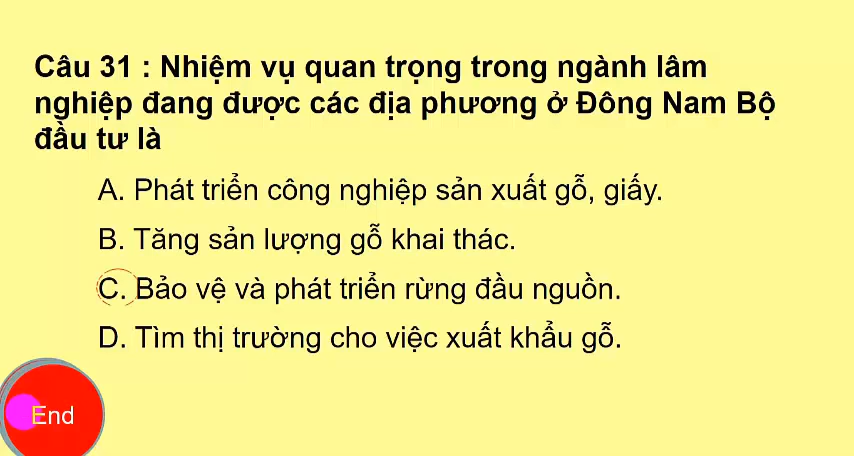 Câu 31 : Nhiệm vụ quan trọng trong ngành lâm
nghiệp đang được các địa phương ở Đông Nam Bộ
đầu tư là
A. Phát triển công nghiệp sản xuất gỗ, giấy.
B. Tăng sản lượng gỗ khai thác.
C. Bảo vệ và phát triển rừng đầu nguồn.
D. Tìm thị trường cho việc xuất khẩu gỗ.
End